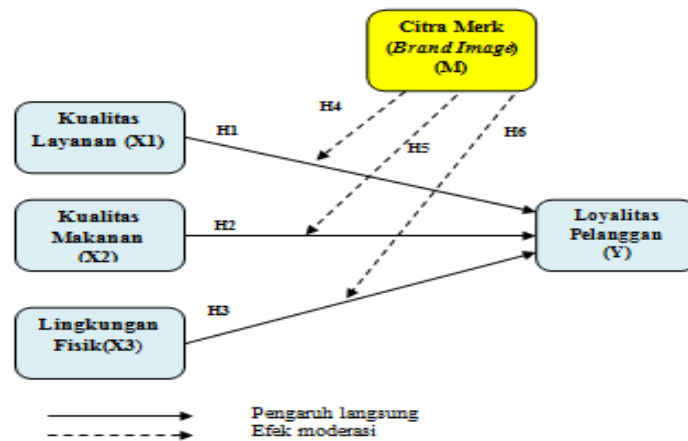 Citra Merk
(Brand Image)
(M)
H4
Kualitas
Layanan (X1)
H1
H6
H5
Kualitas
Makanan
(X2)
H2
Loyalitas
Pelanggan
(Y)
H3
Lingkungan
Fisik(X3)
Pengaruh langsung
Efek moderasi